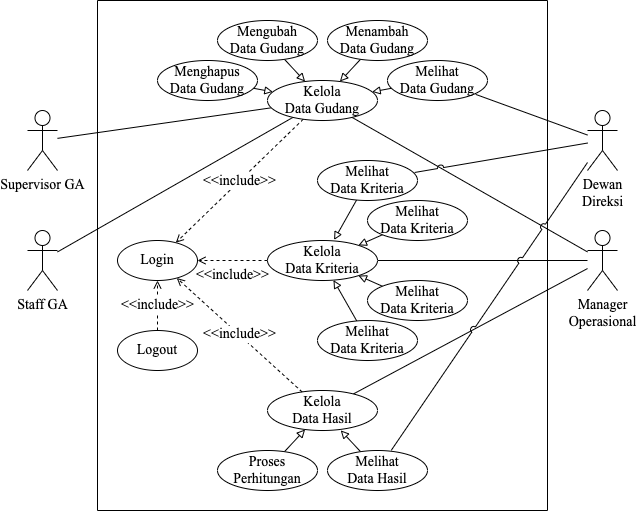 Mengubah
Data Gudang
Menambah
Data Gudang
Menghapus
Data Gudang
Kelola
Data Gudang
Melihat
Data Gudang
Supervisor GA
<<include>>
Melihat
Data Kriteria
Dewan
Direksi
Melihat
Data Kriteria
Login
<<include>>
Kelola
Data Kriteria
Staff GA
<<include>>
Melihat
Data Kriteria
Manager
Operasional
<<include>>
Melihat
Data Kriteria
Logout
Kelola
Data Hasil
Proses
Perhitungan
Melihat
Data Hasil